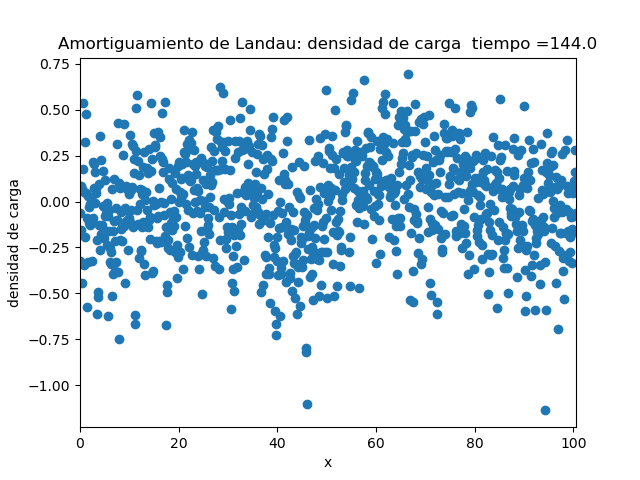 Amortiguamiento de Landau: densidad de carga  tiempo =144.0
densidad de carga
0.75
0.50
0.25
0.00
−0.25
−0.50
−0.75
−1.00
0 20 40 60 80 100
x